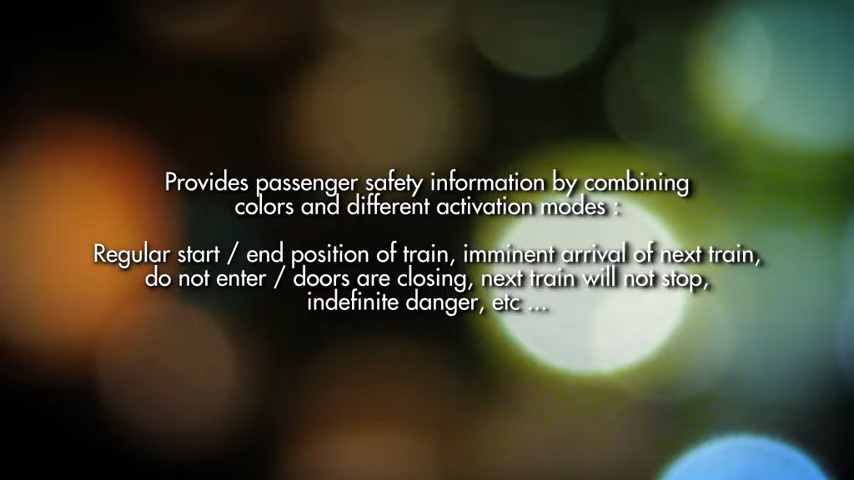 Provides passenger safety information by combining
colors and different activation modes :
Regular start / end position of train, imminent arrival of next train,
do not enter / doors are closing, next train will not stop,
indefinite danger, etc ...